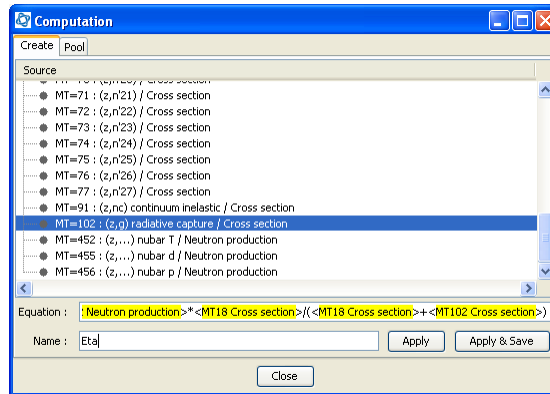 Computation
Create Pool
Source
MT=71 : (z,n'21) / Cross section
MT=72 : (z,n'22) / Cross section
MT=73 : (z,n'23) / Cross section
MT=74 : (z,n'24) / Cross section
MT=75 : (z,n'25) / Cross section
MT=76 : (z,n'26) / Cross section
MT=77 : (z,n'27) / Cross section
MT=91 : (z,nc) continuum inelastic / Cross section
MT=102 : (z,g) radiative capture / Cross section
MT=452 : (z,...) nubar T / Neutron production
MT=455 : (z,...) nubar d / Neutron production
MT=456 : (z,...) nubar p / Neutron production
Equation : Neutron production>*<MT18 Cross section>/(<MT18 Cross section>+<MT102 Cross section>)
Name : Eta Apply Apply & Save
Close